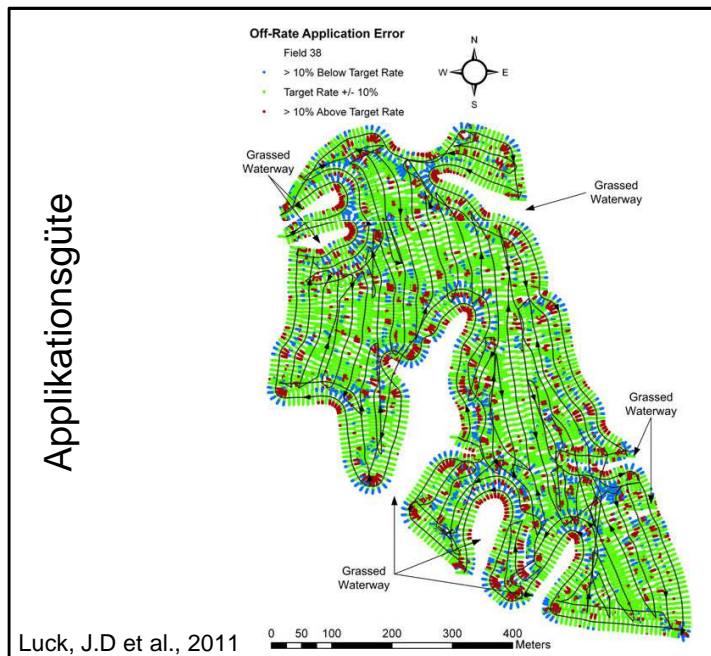 Applikationsgüte
Off-Rate Application Error
Field 38
> 10% Below Target Rate
Target Rate +/- 10%
> 10% Above Target Rate
N
W E
S
Grassed
Waterway
Grassed
Waterway
Grassed
Waterway
Grassed
Waterway
Luck, J.D et al., 2011
0 50 100 200 300 400
Meters